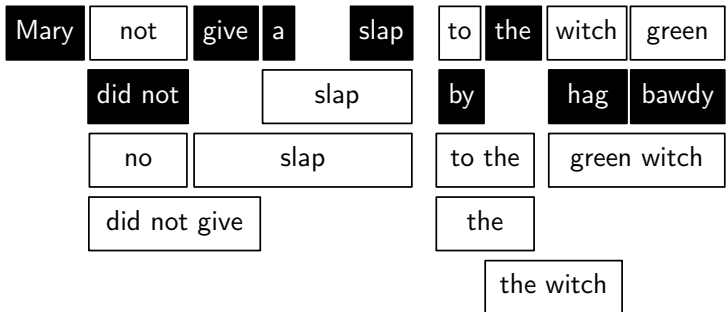 Mary not give a slap to the witch green
did not slap by hag bawdy
no slap to the green witch
did not give the
the witch